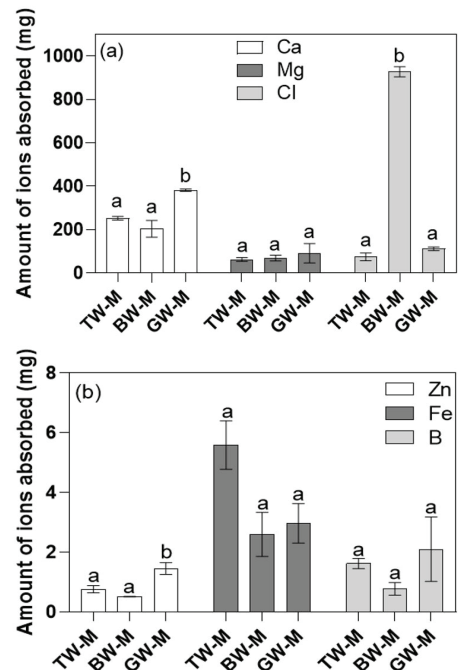 Amount of ions absorbed (mg)
(a)
Ca
Mg
Cl
1000
800
600
400
200
0
a
a
b
a
a
a
a
b
a
TW-M
BW-M
GW-M
TW-M
BW-M
GW-M
TW-M
BW-M
GW-M
Amount of ions absorbed (mg)
(b)
Zn
Fe
B
8
6
4
2
0
a
a
b
a
a
a
a
a
a
TW-M
BW-M
GW-M
TW-M
BW-M
GW-M
TW-M
BW-M
GW-M